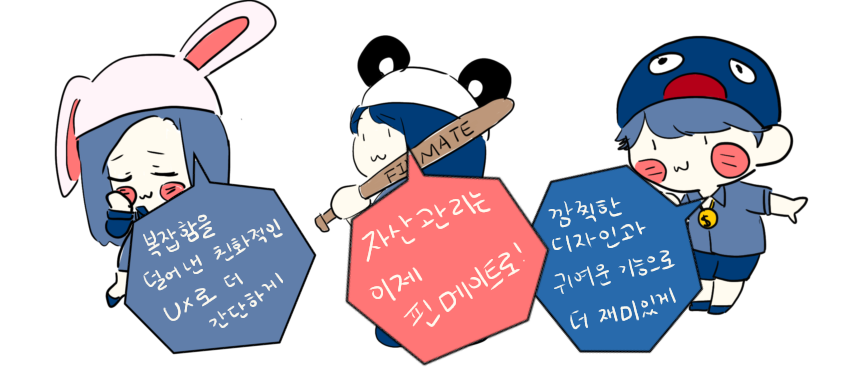 복잡함을
덜어낸 친화적인
UX로 더
간단하게
FINMATE
자산관리는
이제
핀메이트로!
깜찍한
디자인과
귀여운 기능으로
더 재미있게
$